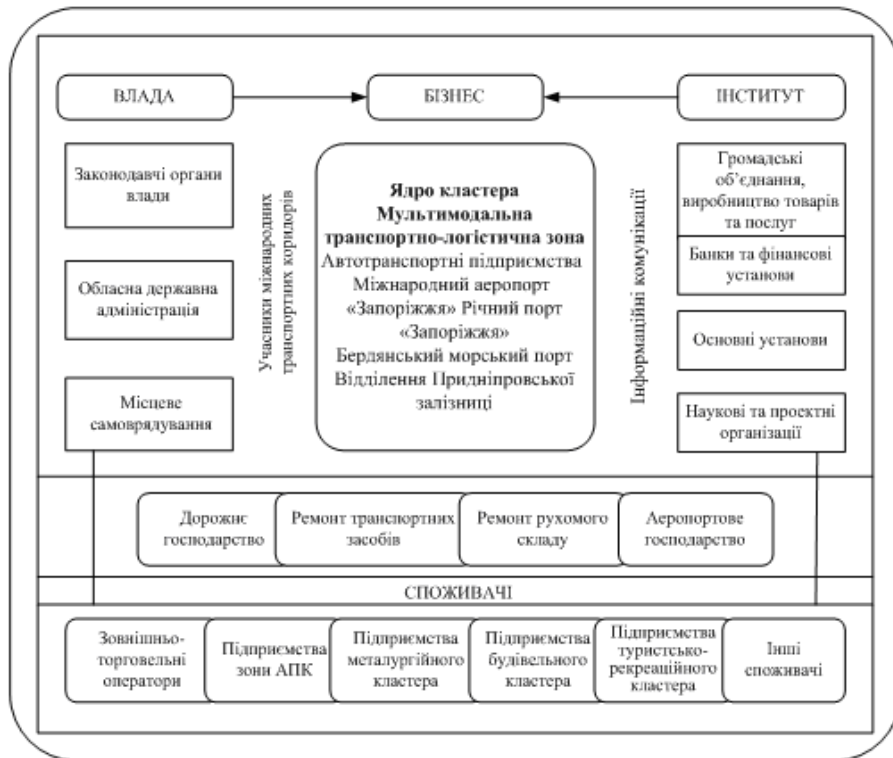 ВЛАДА
БІЗНЕС
ІНСТИТУТ
Законодавчі органи
влади
Обласна державна
адміністрація
Місцеве
самоврядування
Учасники міжнародних
транспортних коридорів
Ядро кластера
Мультимодальна
транспортно-логістична зона
Автотранспортні підприємства
Міжнародний аеропорт
«Запоріжжя» Річний порт
«Запоріжжя»
Бердянський морський порт
Відділення Придніпровської
залізниці
Інформаційні комунікації
Громадські
об’єднання,
виробництво товарів
та послуг
Банки та фінансові
установи
Основні установи
Наукові та проектні
організації
Дорожнє
господарство
Ремонт транспортних
засобів
Ремонт рухомого
складу
Аеропортове
господарство
СПОЖИВАЧІ
Зовнішньо-
торговельні
оператори
Підприємства
зони АПК
Підприємства
металургійного
кластера
Підприємства
будівельного
кластера
Підприємства
туристсько-
рекреаційного
кластера
Інші
споживачі